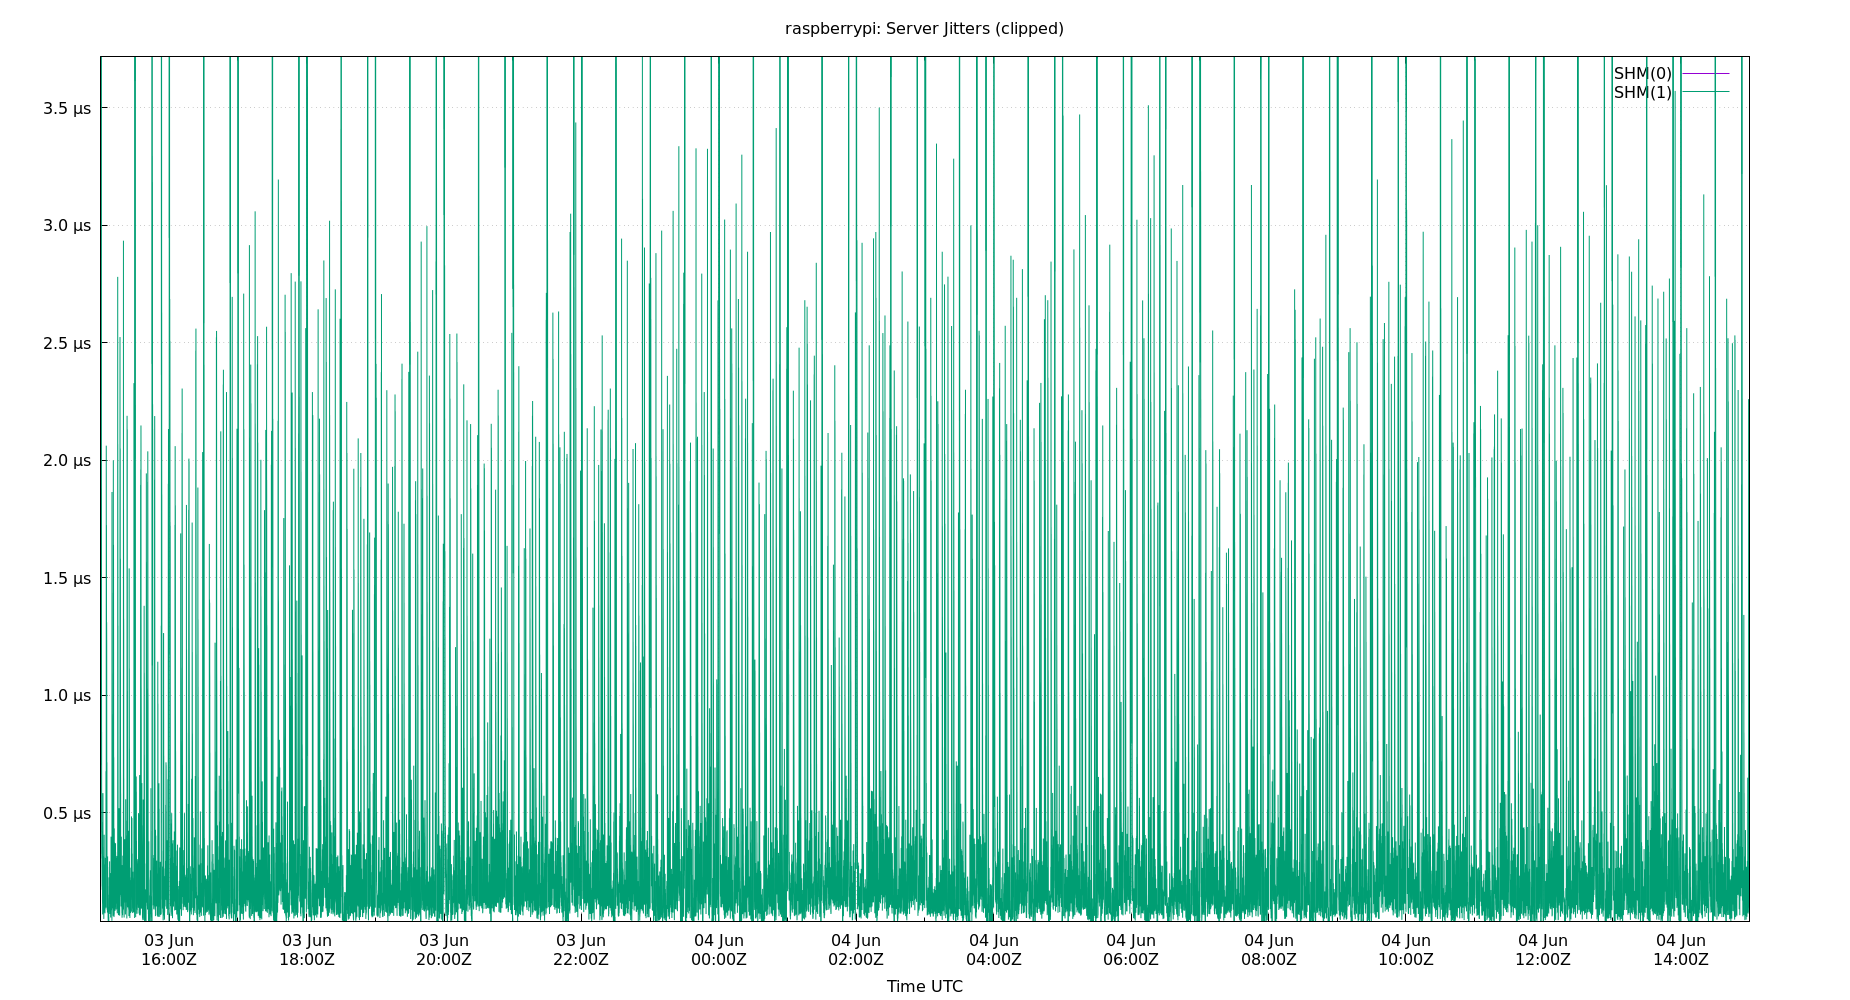 raspberrypi: Server Jitters (clipped)
SHM(0)
SHM(1)
3.5 µs
3.0 µs
2.5 µs
2.0 µs
1.5 µs
1.0 µs
0.5 µs
03 Jun 03 Jun 03 Jun 03 Jun 04 Jun 04 Jun 04 Jun 04 Jun 04 Jun 04 Jun 04 Jun 04 Jun
16:00Z 18:00Z 20:00Z 22:00Z 00:00Z 02:00Z 04:00Z 06:00Z 08:00Z 10:00Z 12:00Z 14:00Z
Time UTC